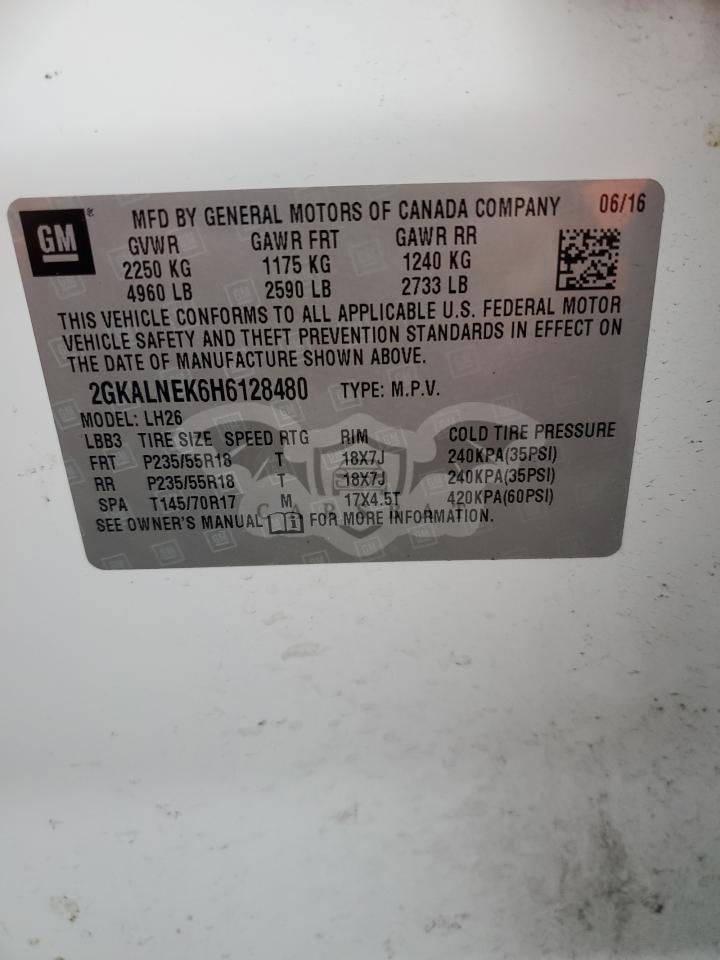 GM ® MFD BY GENERAL MOTORS OF CANADA COMPANY 06/16
GVWR GAWR FRT GAWR RR
2250 KG 1175 KG 1240 KG
4960 LB 2590 LB 2733 LB
THIS VEHICLE CONFORMS TO ALL APPLICABLE U.S. FEDERAL MOTOR
VEHICLE SAFETY AND THEFT PREVENTION STANDARDS IN EFFECT ON
THE DATE OF MANUFACTURE SHOWN ABOVE.
2GKALNEK6H6128480 TYPE: M.P.V.
MODEL: LH26
LBB3 TIRE SIZE SPEED RTG RIM COLD TIRE PRESSURE
FRT P235/55R18 T 18X7J 240KPA(35PSI)
RR P235/55R18 T 18X7J 240KPA(35PSI)
SPA T145/70R17 M 17X4.5T 420KPA(60PSI)
SEE OWNER'S MANUAL FOR MORE INFORMATION.